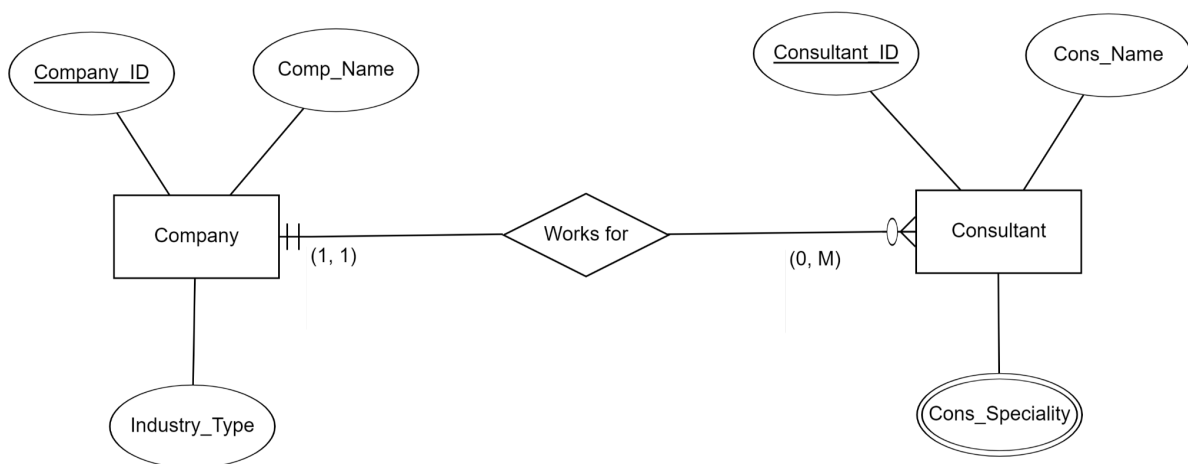 Company_ID
Comp_Name
Consultant_ID
Cons_Name
Company
(1, 1)
Works for
(0, M)
Consultant
Industry_Type
Cons_Speciality